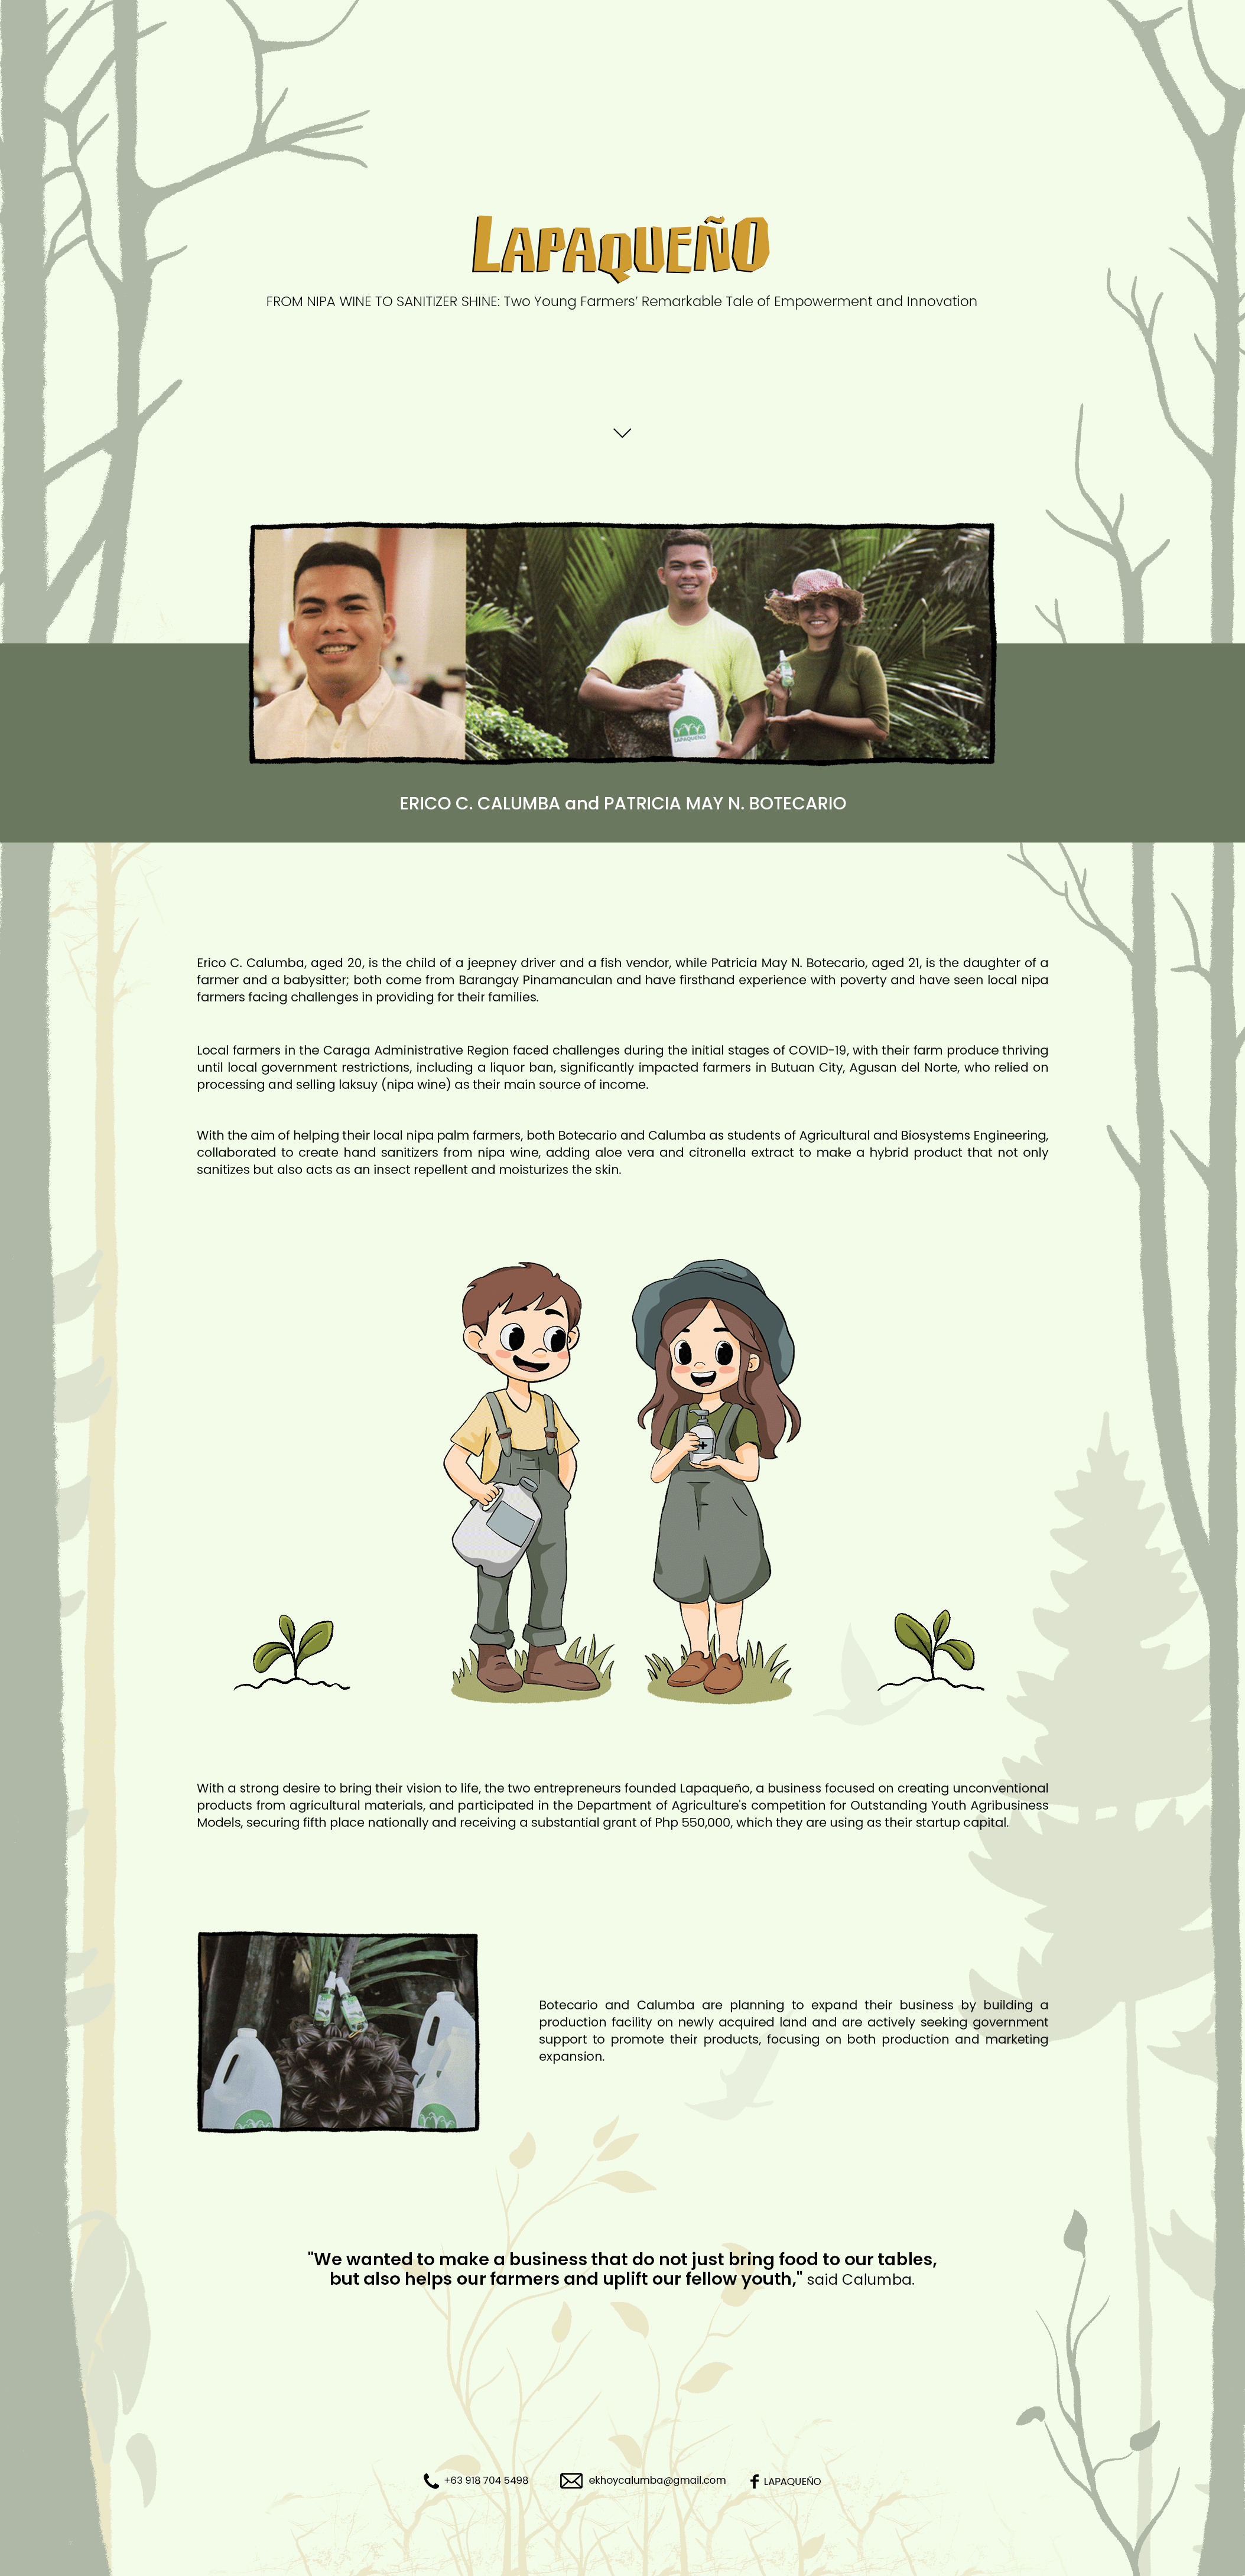 LAPAQUEÑO
FROM NIPA WINE TO SANITIZER SHINE: Two Young Farmers’ Remarkable Tale of Empowerment and Innovation
LAPAQUEÑO
ERICO C. CALUMBA and PATRICIA MAY N. BOTECARIO
Erico C. Calumba, aged 20, is the child of a jeepney driver and a fish vendor, while Patricia May N. Botecario, aged 21, is the daughter of a
farmer and a babysitter; both come from Barangay Pinamanculan and have firsthand experience with poverty and have seen local nipa
farmers facing challenges in providing for their families.
Local farmers in the Caraga Administrative Region faced challenges during the initial stages of COVID-19, with their farm produce thriving
until local government restrictions, including a liquor ban, significantly impacted farmers in Butuan City, Agusan del Norte, who relied on
processing and selling laksuy (nipa wine) as their main source of income.
With the aim of helping their local nipa palm farmers, both Botecario and Calumba as students of Agricultural and Biosystems Engineering,
collaborated to create hand sanitizers from nipa wine, adding aloe vera and citronella extract to make a hybrid product that not only
sanitizes but also acts as an insect repellent and moisturizes the skin.
With a strong desire to bring their vision to life, the two entrepreneurs founded Lapaqueño, a business focused on creating unconventional
products from agricultural materials, and participated in the Department of Agriculture's competition for Outstanding Youth Agribusiness
Models, securing fifth place nationally and receiving a substantial grant of Php 550,000, which they are using as their startup capital.
Botecario and Calumba are planning to expand their business by building a
production facility on newly acquired land and are actively seeking government
support to promote their products, focusing on both production and marketing
expansion.
"We wanted to make a business that do not just bring food to our tables,
but also helps our farmers and uplift our fellow youth," said Calumba.
+63 918 704 5498
ekhoycalumba@gmail.com
LAPAQUEÑO